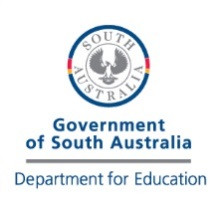 SOUTH
AUSTRALIA
Government
of South Australia
Department for Education